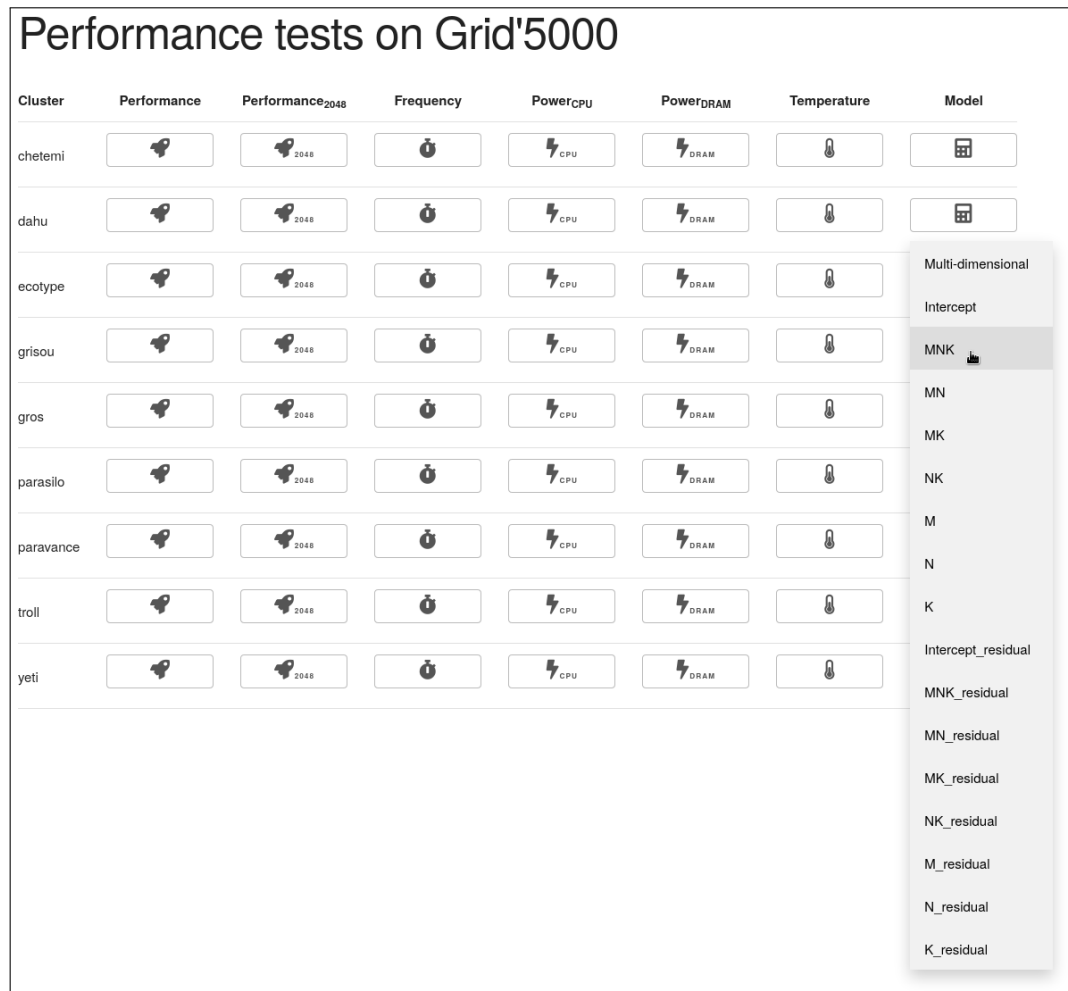 Performance tests on Grid'5000
Cluster Performance Performance2048 Frequency PowerCPU PowerDRAM Temperature Model
chetemi 2048 CPU DRAM
dahu 2048 CPU DRAM
Multi-dimensional
ecotype 2048 CPU DRAM
Intercept
grisou 2048 CPU DRAM
MNK
MN
gros 2048 CPU DRAM
MK
parasilo 2048 CPU DRAM
NK
M
paravance 2048 CPU DRAM
N
troll 2048 CPU DRAM
K
Intercept_residual
yeti 2048 CPU DRAM
MNK_residual
MN_residual
MK_residual
NK_residual
M_residual
N_residual
K_residual